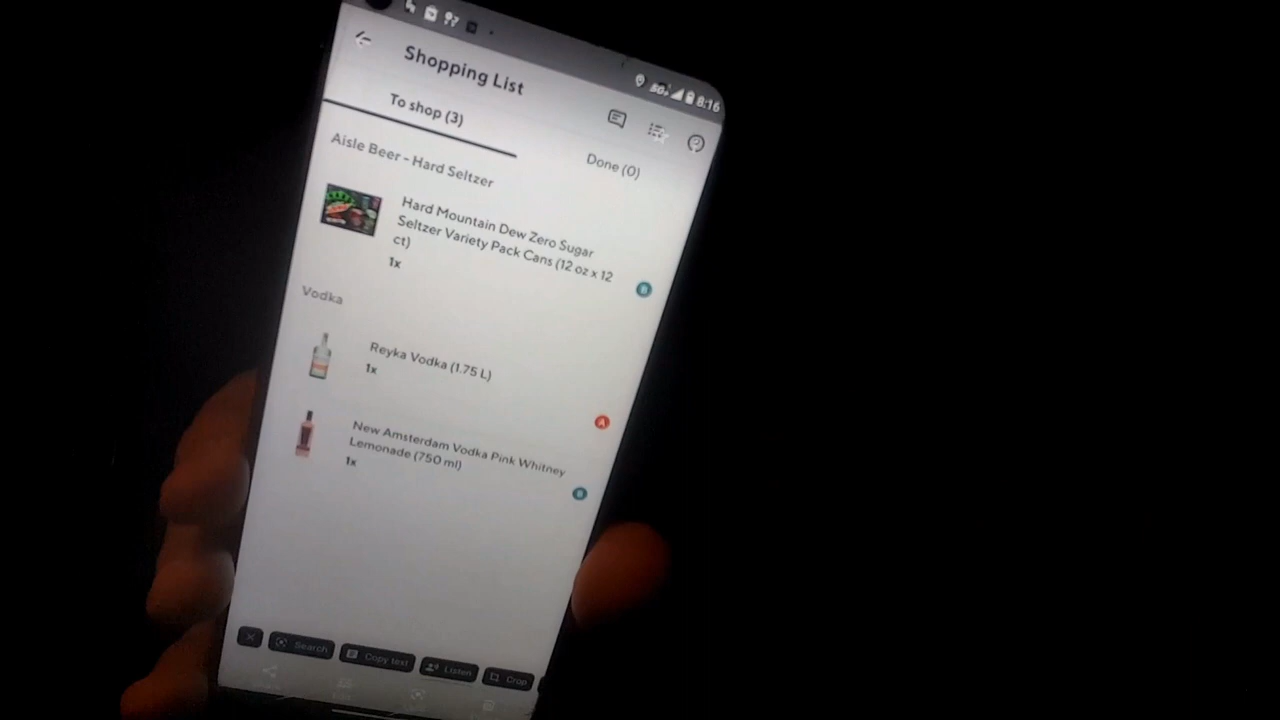 8:16
Shopping List
To shop (3)
Done (0)
Aisle Beer - Hard Seltzer
Hard Mountain Dew Zero Sugar
Seltzer Variety Pack Cans (12 oz x 12
ct)
1x
B
Vodka
Reyka Vodka (1.75 L)
1x
A
New Amsterdam Vodka Pink Whitney
Lemonade (750 ml)
1x
B
Search
Copy text
Listen
Crop